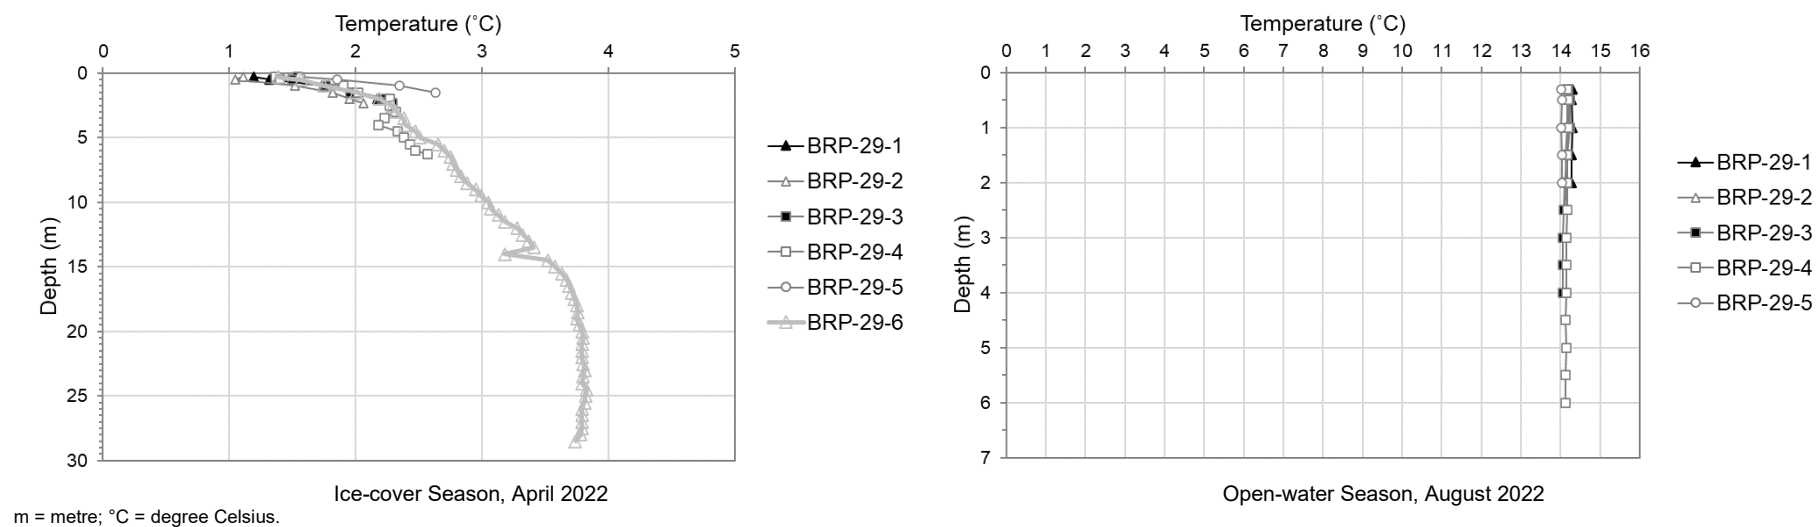 Temperature (˚C)
0 1 2 3 4 5
0
5
10
15
20
25
30
Depth (m)
BRP-29-1
BRP-29-2
BRP-29-3
BRP-29-4
BRP-29-5
BRP-29-6
Ice-cover Season, April 2022
Temperature (˚C)
0 1 2 3 4 5 6 7 8 9 10 11 12 13 14 15 16
0
1
2
3
4
5
6
7
Depth (m)
BRP-29-1
BRP-29-2
BRP-29-3
BRP-29-4
BRP-29-5
Open-water Season, August 2022
m = metre; °C = degree Celsius.